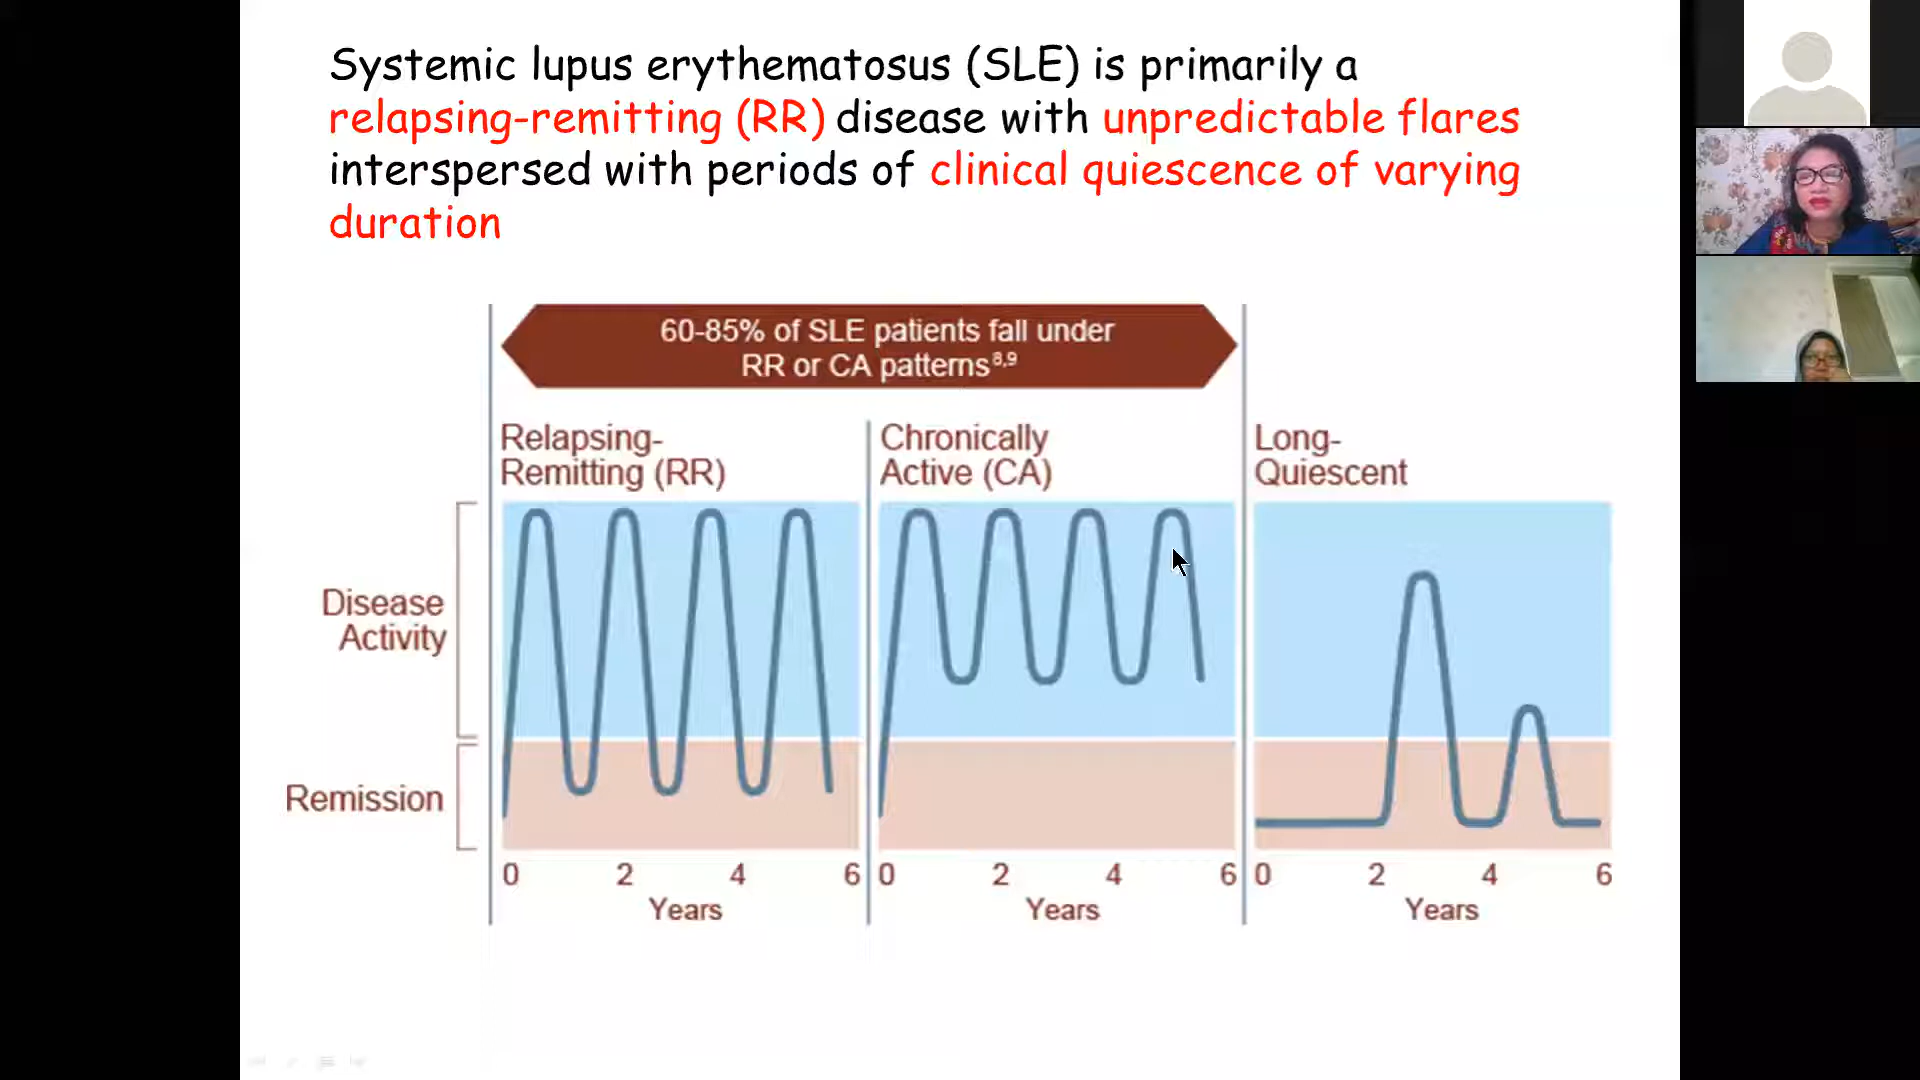 Systemic lupus erythematosus (SLE) is primarily a
relapsing-remitting (RR) disease with unpredictable flares
interspersed with periods of clinical quiescence of varying
duration
60-85% of SLE patients fall under
RR or CA patterns⁸,⁹
Relapsing-
Remitting (RR)
Chronically
Active (CA)
Long-
Quiescent
Disease
Activity
Remission
0 2 4 6
Years
0 2 4 6
Years
0 2 4 6
Years